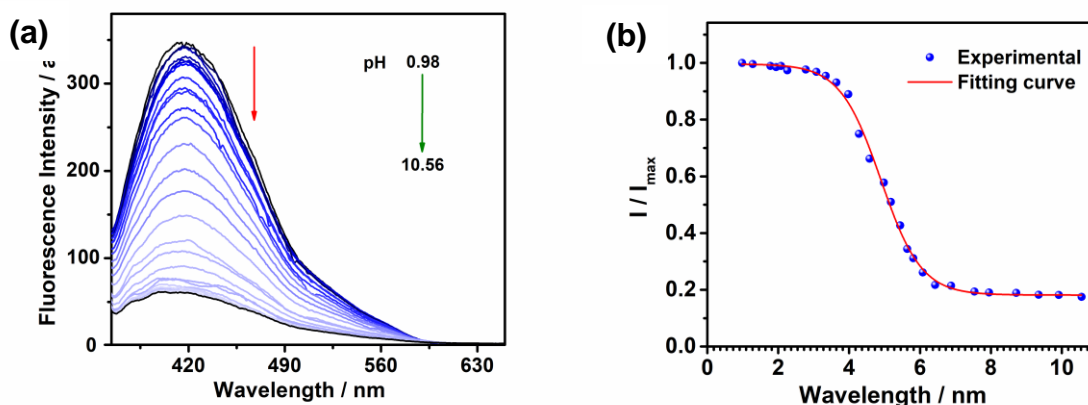 (a)
Fluorescence Intensity / a
300
200
100
0
pH 0.98
10.56
420 490 560 630
Wavelength / nm
(b)
I / Imax
1.0
0.8
0.6
0.4
0.2
0.0
Experimental
Fitting curve
0 2 4 6 8 10
Wavelength / nm